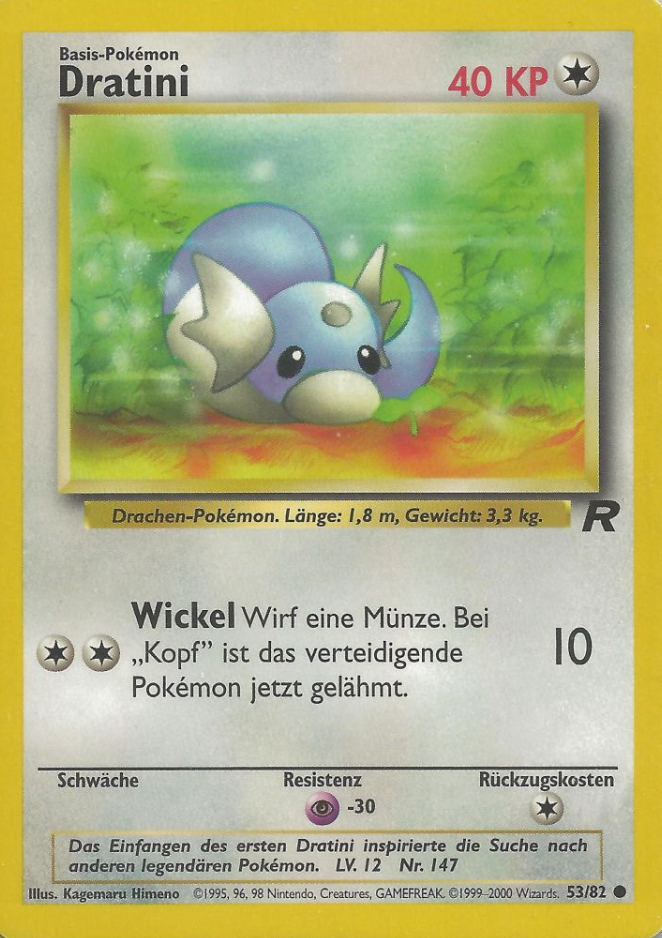 Basis-Pokémon
Dratini 40 KP
Drachen-Pokémon. Länge: 1,8 m, Gewicht: 3,3 kg.
R
Wickel Wirf eine Münze. Bei
„Kopf” ist das verteidigende
Pokémon jetzt gelähmt.
10
Schwäche Resistenz Rückzugskosten
-30
Das Einfangen des ersten Dratini inspirierte die Suche nach
anderen legendären Pokémon. LV. 12 Nr. 147
Illus. Kagemaru Himeno ©1995, 96, 98 Nintendo, Creatures, GAMEFREAK. ©1999-2000 Wizards. 53/82